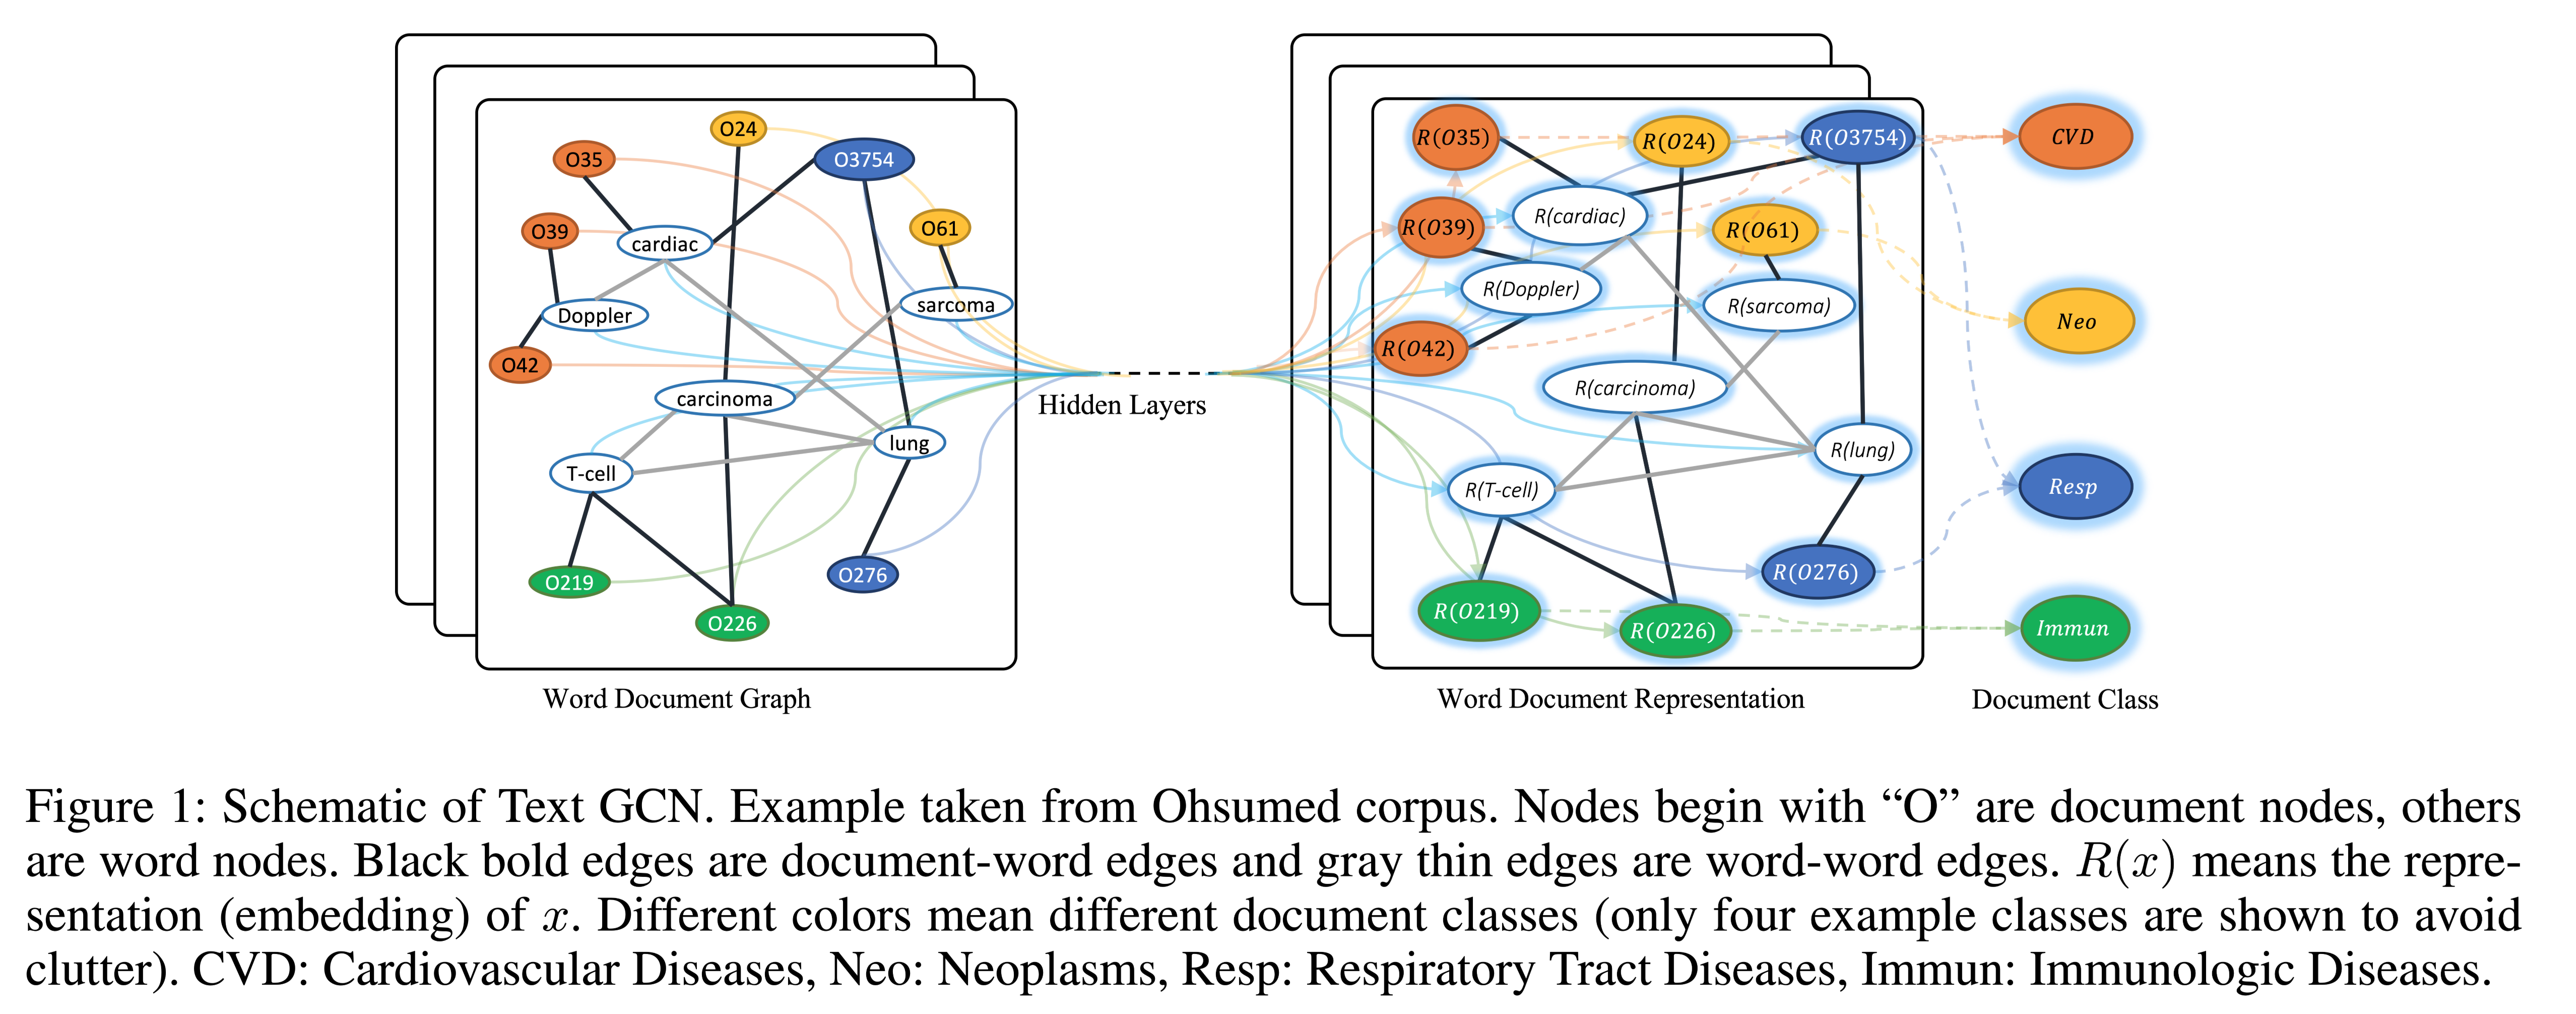 O35
O24
O3754
O39
cardiac
O61
Doppler
sarcoma
O42
carcinoma
lung
T-cell
O219
O276
O226
Word Document Graph
Hidden Layers
R(O35)
R(O24)
R(O3754)
R(O39)
R(cardiac)
R(O61)
R(Doppler)
R(sarcoma)
R(O42)
R(carcinoma)
R(lung)
R(T-cell)
R(O276)
R(O219)
R(O226)
Word Document Representation
CVD
Neo
Resp
Immun
Document Class
Figure 1: Schematic of Text GCN. Example taken from Ohsumed corpus. Nodes begin with “O” are document nodes, others
are word nodes. Black bold edges are document-word edges and gray thin edges are word-word edges. R(x) means the repre-
sentation (embedding) of x. Different colors mean different document classes (only four example classes are shown to avoid
clutter). CVD: Cardiovascular Diseases, Neo: Neoplasms, Resp: Respiratory Tract Diseases, Immun: Immunologic Diseases.